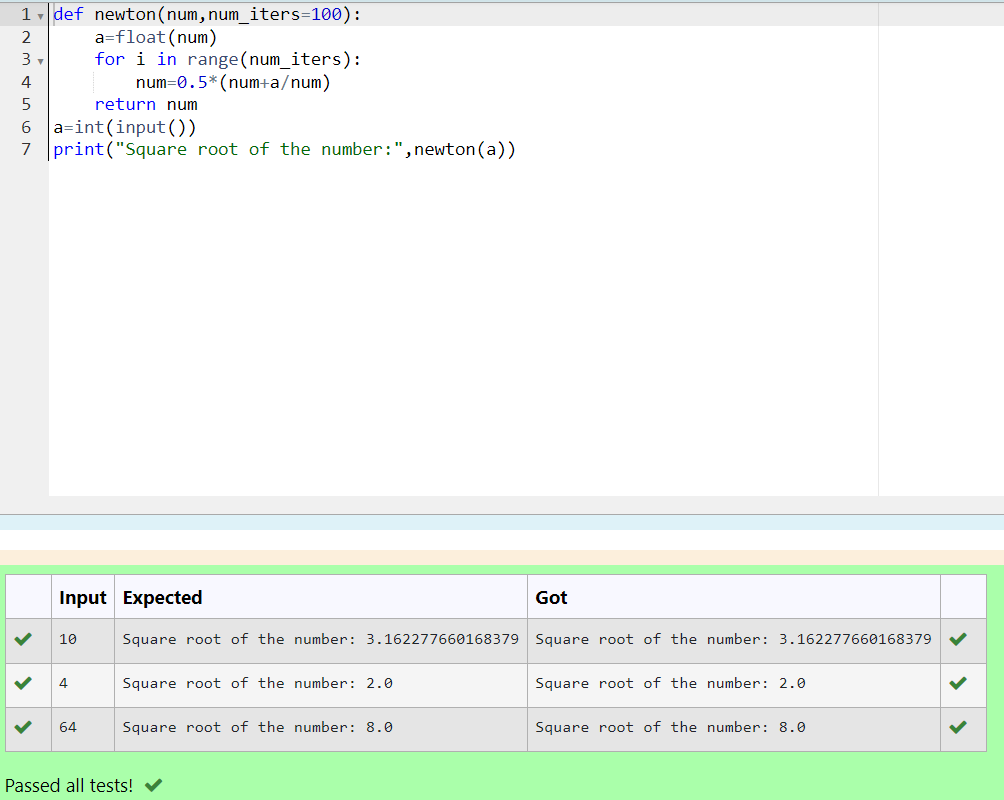 1 def newton(num,num_iters=100):
2     a=float(num)
3     for i in range(num_iters):
4         num=0.5*(num+a/num)
5     return num
6 a=int(input())
7 print("Square root of the number:",newton(a))
Input Expected Got
10 Square root of the number: 3.162277660168379 Square root of the number: 3.162277660168379
4 Square root of the number: 2.0 Square root of the number: 2.0
64 Square root of the number: 8.0 Square root of the number: 8.0
Passed all tests!